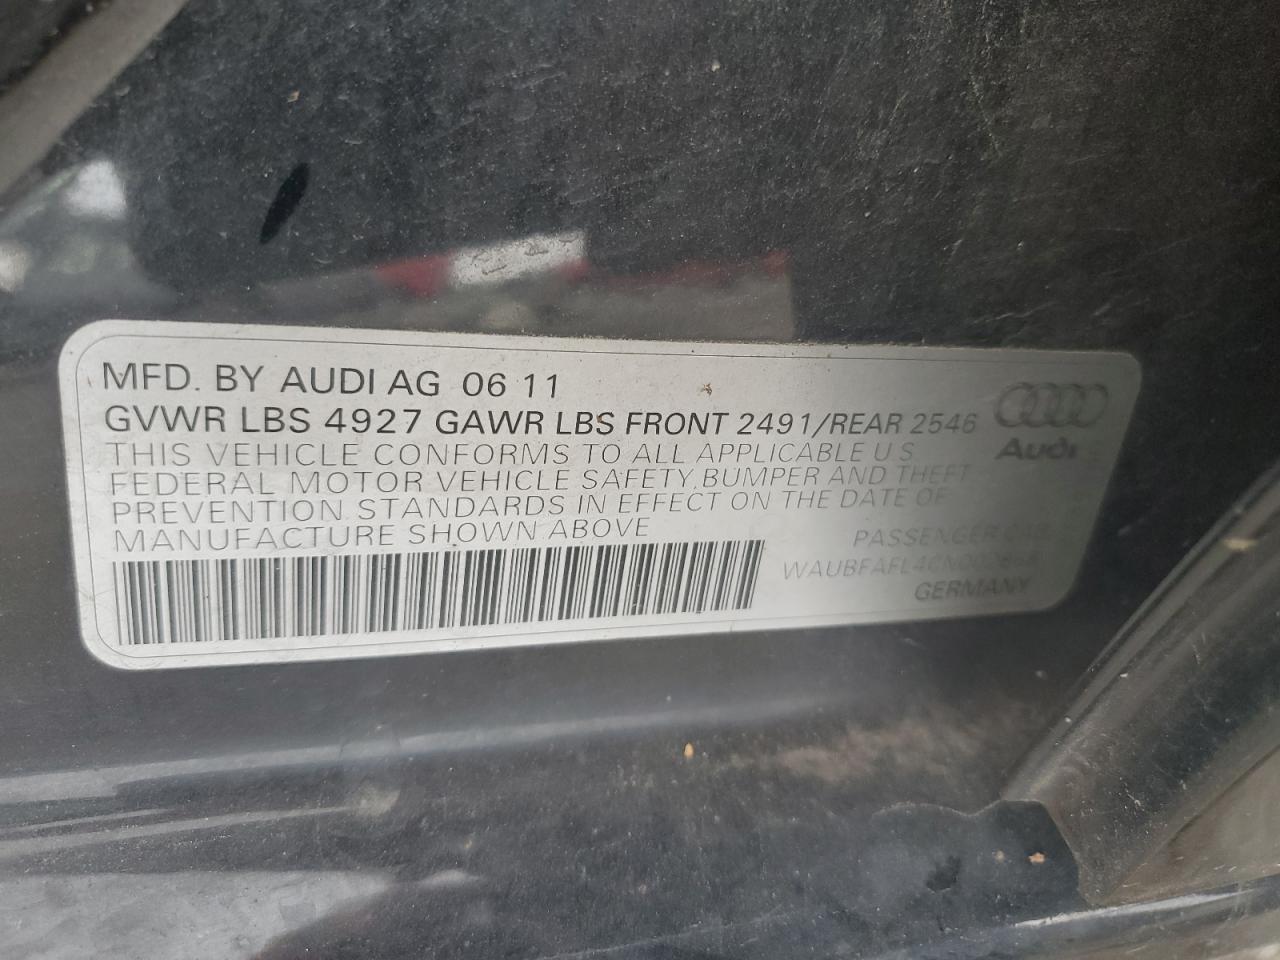 MFD. BY AUDI AG 06 11
GVWR LBS 4927 GAWR LBS FRONT 2491/REAR 2546
Audi
THIS VEHICLE CONFORMS TO ALL APPLICABLE U.S.
FEDERAL MOTOR VEHICLE SAFETY, BUMPER AND THEFT
PREVENTION STANDARDS IN EFFECT ON THE DATE OF
MANUFACTURE SHOWN ABOVE
PASSENGER CAR
GERMANY